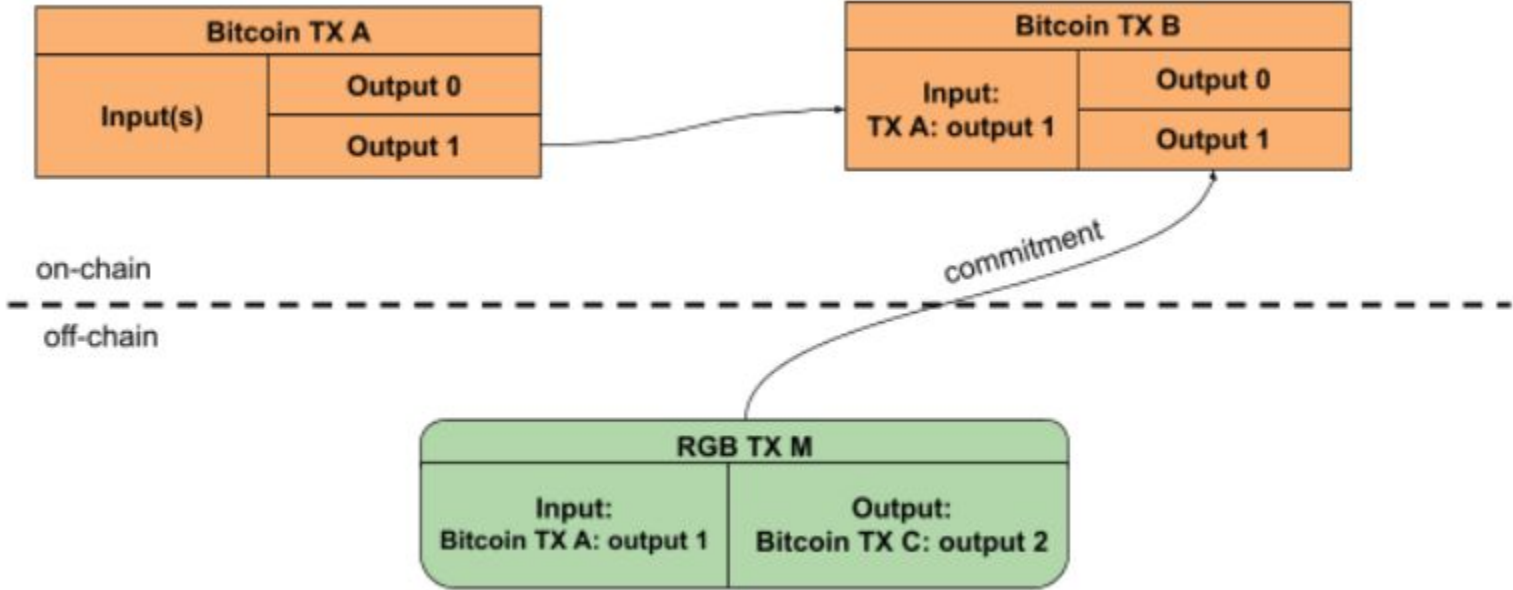 Bitcoin TX A
Input(s)
Output 0
Output 1
Bitcoin TX B
Input:
TX A: output 1
Output 0
Output 1
commitment
on-chain
off-chain
RGB TX M
Input:
Bitcoin TX A: output 1
Output:
Bitcoin TX C: output 2